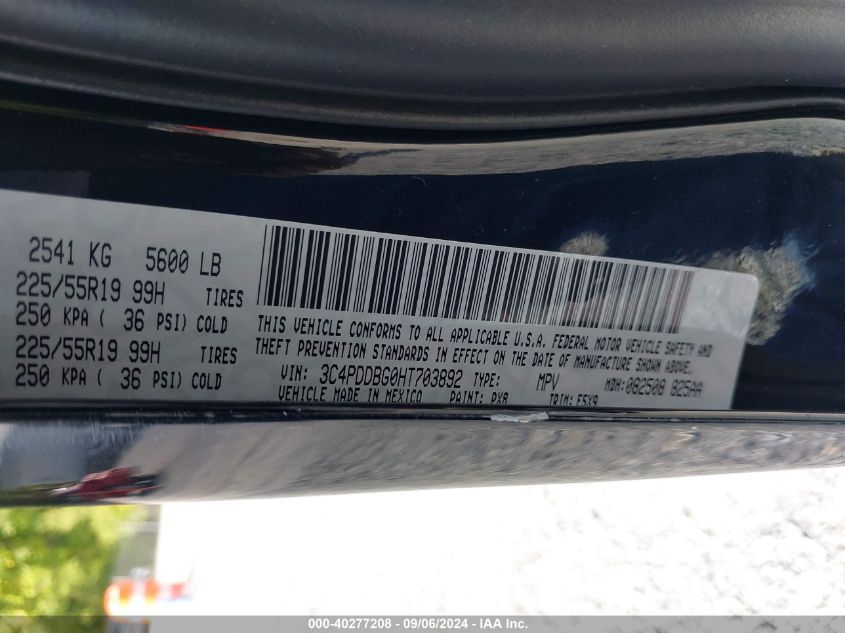 2541 KG 5600 LB
225/55R19 99H TIRES
250 KPA ( 36 PSI) COLD
225/55R19 99H TIRES
250 KPA ( 36 PSI) COLD
THIS VEHICLE CONFORMS TO ALL APPLICABLE U.S.A. FEDERAL MOTOR VEHICLE SAFETY AND
THEFT PREVENTION STANDARDS IN EFFECT ON THE DATE OF MANUFACTURE SHOWN ABOVE.
VIN: 3C4PDDBG0HT703892 TYPE: MPV MDH:082508 825AA
VEHICLE MADE IN MEXICO PAINT: PX8 TRIM: E5X9
000-40277208 - 09/06/2024 - IAA Inc.